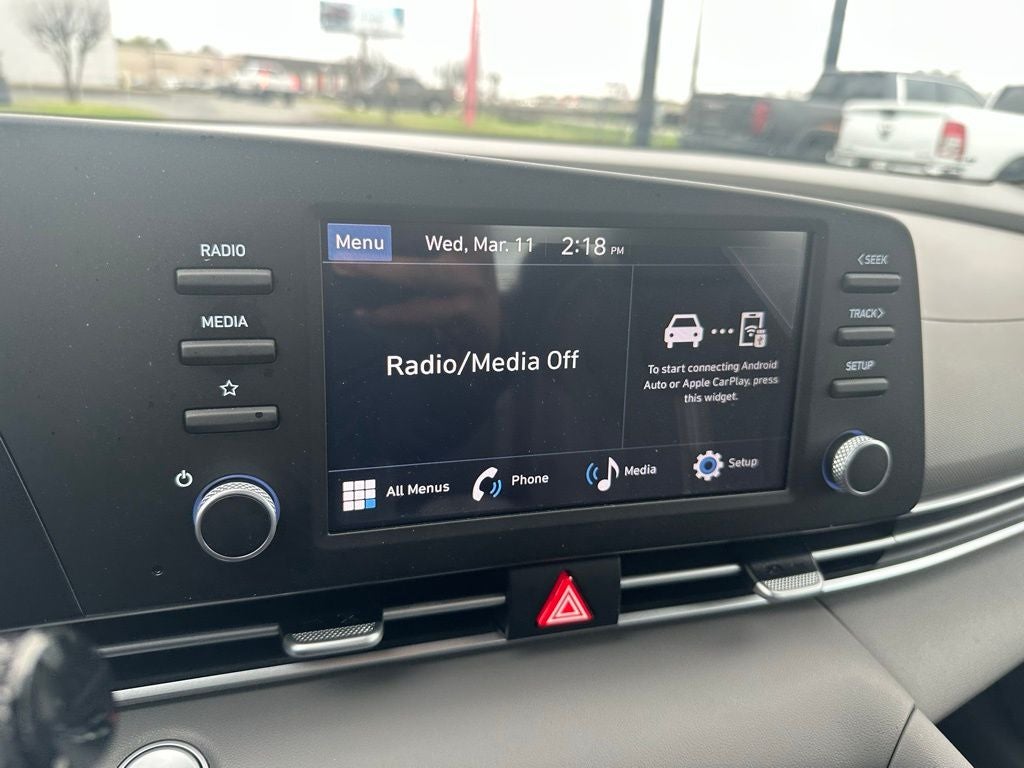 RADIO
MEDIA
Menu
Wed, Mar. 11
2:18 PM
Radio/Media Off
To start connecting Android
Auto or Apple CarPlay, press
this widget.
All Menus
Phone
Media
Setup
<SEEK
TRACK>
SETUP